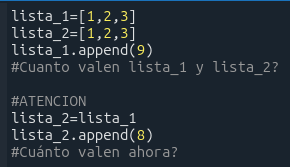 lista_1=[1,2,3]
lista_2=[1,2,3]
lista_1.append(9)
#Cuanto valen lista_1 y lista_2?
#ATENCION
lista_2=lista_1
lista_2.append(8)
#Cuánto valen ahora?